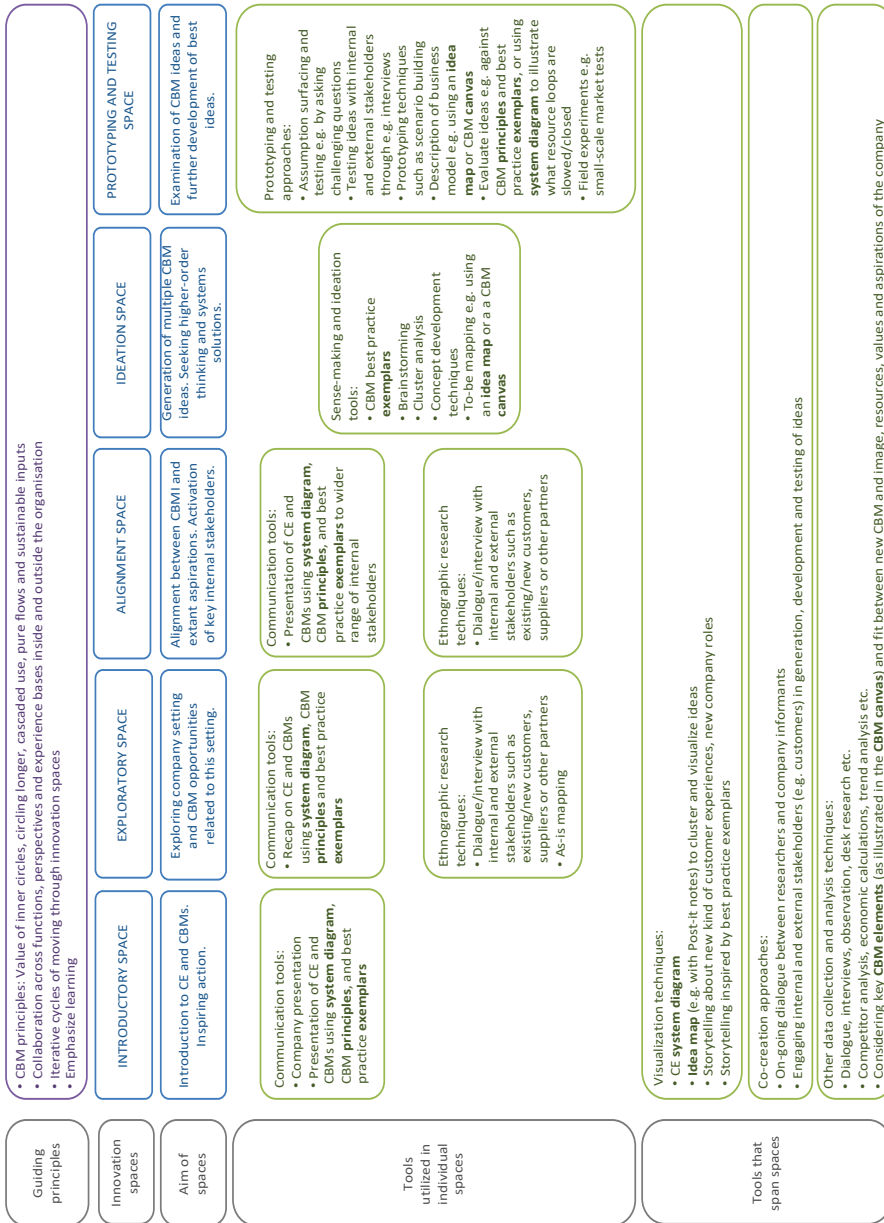 Guiding
principles
• CBM principles: Value of inner circles, circling longer, cascaded use, pure flows and sustainable inputs
• Collaboration across functions, perspectives and experience bases inside and outside the organisation
• Iterative cycles of moving through innovation spaces
• Emphasize learning
Innovation
spaces
INTRODUCTORY SPACE
EXPLORATORY SPACE
ALIGNMENT SPACE
IDEATION SPACE
PROTOTYPING AND TESTING
SPACE
Aim of
spaces
Introduction to CE and CBMs.
Inspiring action.
Exploring company setting
and CBM opportunities
related to this setting.
Alignment between CBMI and
extant aspirations. Activation
of key internal stakeholders.
Generation of multiple CBM
ideas. Seeking higher-order
thinking and systems
solutions.
Examination of CBM ideas and
further development of best
ideas.
Tools
utilized in
individual
spaces
Communication tools:
• Company presentation
• Presentation of CE and
CBMs using system diagram,
CBM principles, and best
practice exemplars
Communication tools:
• Recap on CE and CBMs
using system diagram, CBM
principles and best practice
exemplars
Ethnographic research
techniques:
• Dialogue/interview with
internal and external
stakeholders such as
existing/new customers,
suppliers or other partners
• As-is mapping
Communication tools:
• Presentation of CE and
CBMs using system diagram,
CBM principles, and best
practice exemplars to wider
range of internal
stakeholders
Ethnographic research
techniques:
• Dialogue/interview with
internal and external
stakeholders such as
existing/new customers,
suppliers or other partners
Sense-making and ideation
tools:
• CBM best practice
exemplars
• Brainstorming
• Cluster analysis
• Concept development
techniques
• To-be mapping e.g. using
an idea map or a a CBM
canvas
Prototyping and testing
approaches:
• Assumption surfacing and
testing e.g. by asking
challenging questions
• Testing ideas with internal
and external stakeholders
through e.g. interviews
• Prototyping techniques
such as scenario building
• Description of business
model e.g. using an idea
map or CBM canvas
• Evaluate ideas e.g. against
CBM principles and best
practice exemplars, or using
system diagram to illustrate
what resource loops are
slowed/closed
• Field experiments e.g.
small-scale market tests
Tools that
span spaces
Visualization techniques:
• CE system diagram
• Idea map (e.g. with Post-it notes) to cluster and visualize ideas
• Storytelling about new kind of customer experiences, new company roles
• Storytelling inspired by best practice exemplars
Co-creation approaches:
• On-going dialogue between researchers and company informants
• Engaging internal and external stakeholders (e.g. customers) in generation, development and testing of ideas
Other data collection and analysis techniques:
• Dialogue, interviews, observation, desk research etc.
• Competitor analysis, economic calculations, trend analysis etc.
• Considering key CBM elements (as illustrated in the CBM canvas) and fit between new CBM and image, resources, values and aspirations of the company